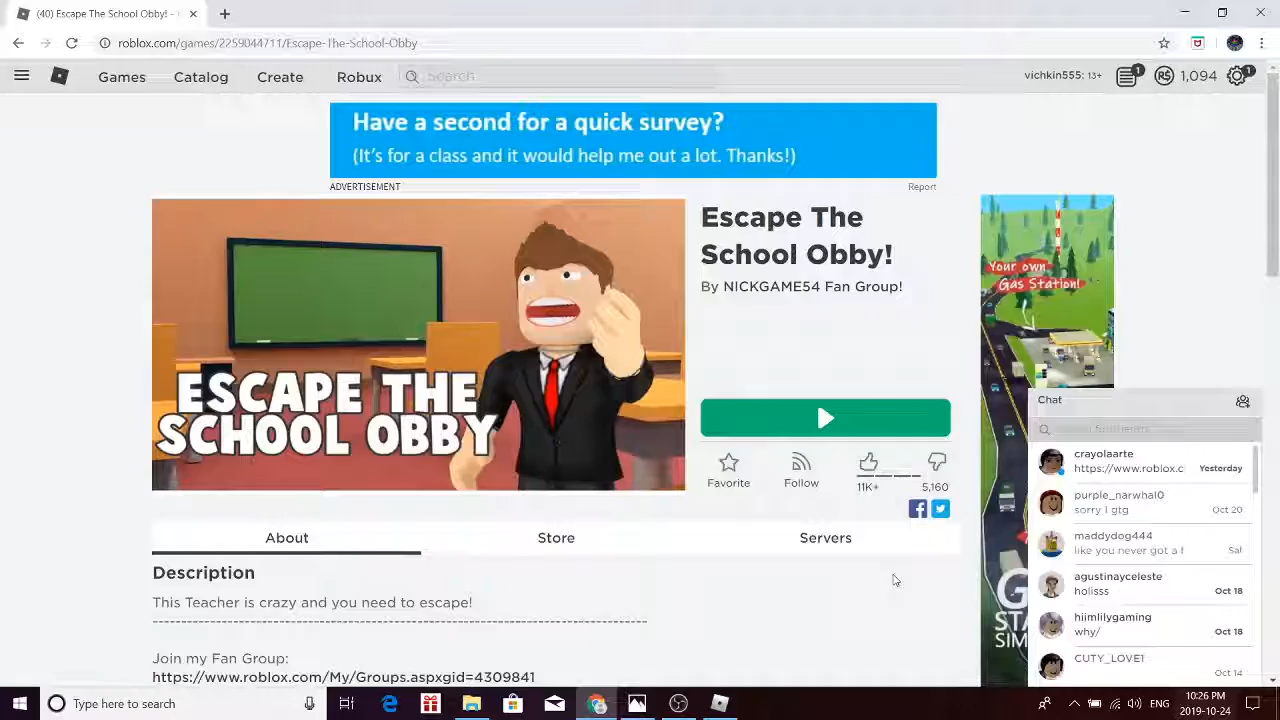 (40) Escape The School Obby! -
roblox.com/games/2259044711/Escape-The-School-Obby
Games
Catalog
Create
Robux
Search
vichkin555: 13+
1
1,094
1
Have a second for a quick survey?
(It's for a class and it would help me out a lot. Thanks!)
ADVERTISEMENT
Report
ESCAPE THE
SCHOOL OBBY
Escape The
School Obby!
By NICKGAME54 Fan Group!
Favorite
Follow
11K+
5,160
Your own
Gas Station!
About
Store
Servers
Description
This Teacher is crazy and you need to escape!
--------------------------------------------------------------------------------
Join my Fan Group:
https://www.roblox.com/My/Groups.aspxgid=4309841
Chat
crayolaarte
https://www.roblox.c
Yesterday
purple_narwhal0
sorry I gtg
Oct 20
maddydog444
like you never got a f
Sat
agustinayceleste
holisss
Oct 18
hiimlilygaming
why/
Oct 18
CUTY_LOVE1
Oct 14
Type here to search
10:26 PM
2019-10-24